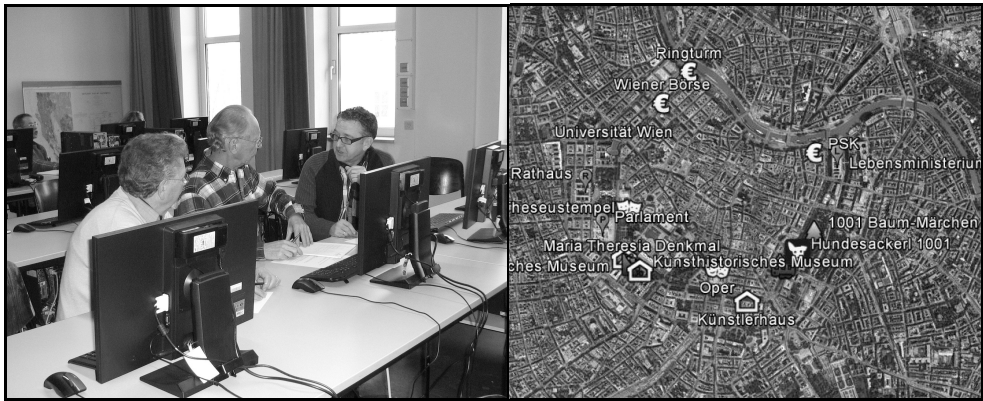 Ringturm
Wiener Börse
Universität Wien
€ PSK
Lebensministerium
Rathaus
heseustempel
Parlament
1001 Baum-Märchen
Hundesackerl 1001
Maria Theresia Denkmal
ches Museum
Kunsthistorisches Museum
Oper
Künstlerhaus